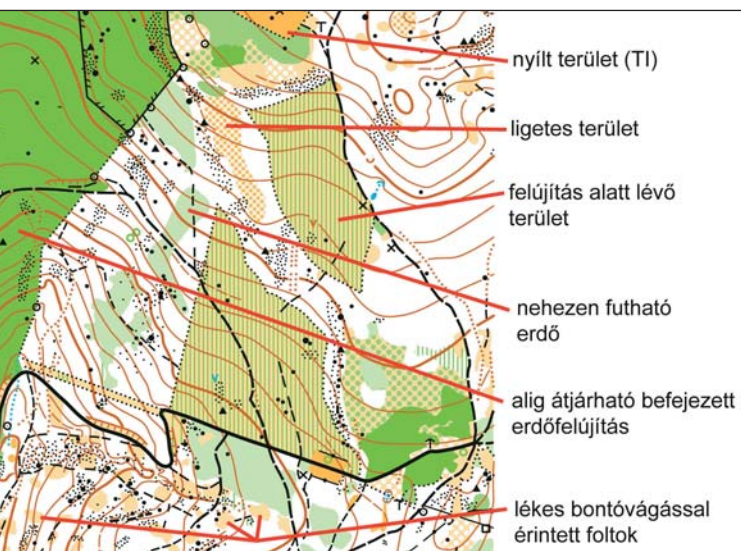 nyílt terület (TI)
ligetes terület
felújítás alatt lévő
terület
nehezen futható
erdő
alig átjárható befejezett
erdőfelújítás
lékes bontóvágással
érintett foltok